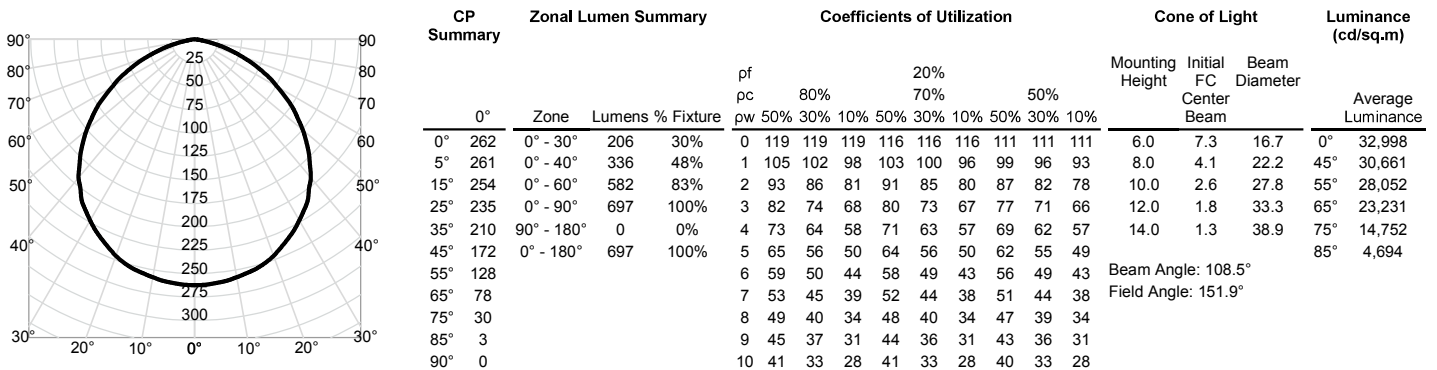 90°
80°
70°
60°
50°
40°
30°
20°
10°
0°
10°
20°
30°
40°
50°
60
70
80
90
25
50
75
100
125
150
175
200
225
250
275
300
CP Summary
0°
0° 262
5° 261
15° 254
25° 235
35° 210
45° 172
55° 128
65° 78
75° 30
85° 3
90° 0
Zonal Lumen Summary
Zone Lumens % Fixture
0° - 30° 206 30%
0° - 40° 336 48%
0° - 60° 582 83%
0° - 90° 697 100%
90° - 180° 0 0%
0° - 180° 697 100%
Coefficients of Utilization
ρf 20%
ρc 80% 70% 50%
ρw 50% 30% 10% 50% 30% 10% 50% 30% 10%
0 119 119 119 116 116 116 111 111 111
1 105 102 98 103 100 96 99 96 93
2 93 86 81 91 85 80 87 82 78
3 82 74 68 80 73 67 77 71 66
4 73 64 58 71 63 57 69 62 57
5 65 56 50 64 56 50 62 55 49
6 59 50 44 58 49 43 56 49 43
7 53 45 39 52 44 38 51 44 38
8 49 40 34 48 40 34 47 39 34
9 45 37 31 44 36 31 43 36 31
10 41 33 28 41 33 28 40 33 28
Cone of Light
Mounting Height Initial FC Center Beam Beam Diameter
6.0 7.3 16.7
8.0 4.1 22.2
10.0 2.6 27.8
12.0 1.8 33.3
14.0 1.3 38.9
Beam Angle: 108.5°
Field Angle: 151.9°
Luminance
(cd/sq.m)
Average
Luminance
0° 32,998
45° 30,661
55° 28,052
65° 23,231
75° 14,752
85° 4,694